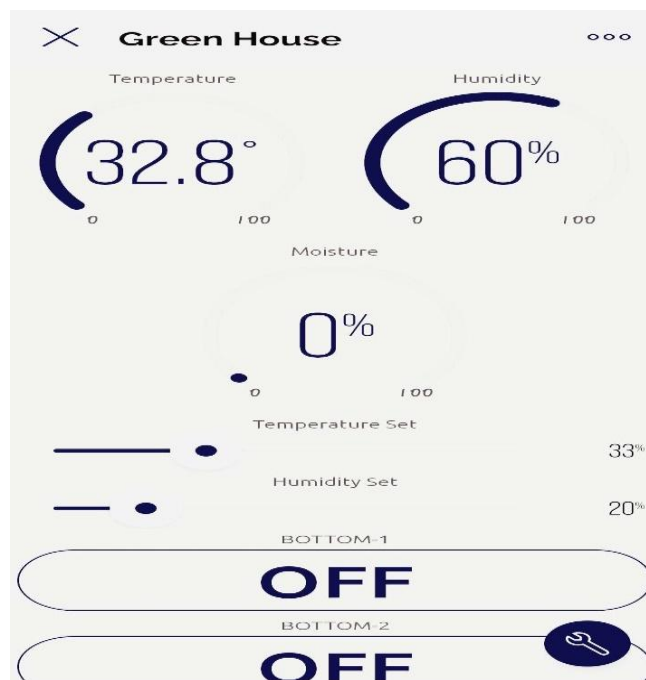 Green House
Temperature Humidity
32.8° 60%
0 100 0 100
Moisture
0%
0 100
Temperature Set
33%
Humidity Set
20%
BOTTOM-1
OFF
BOTTOM-2
OFF